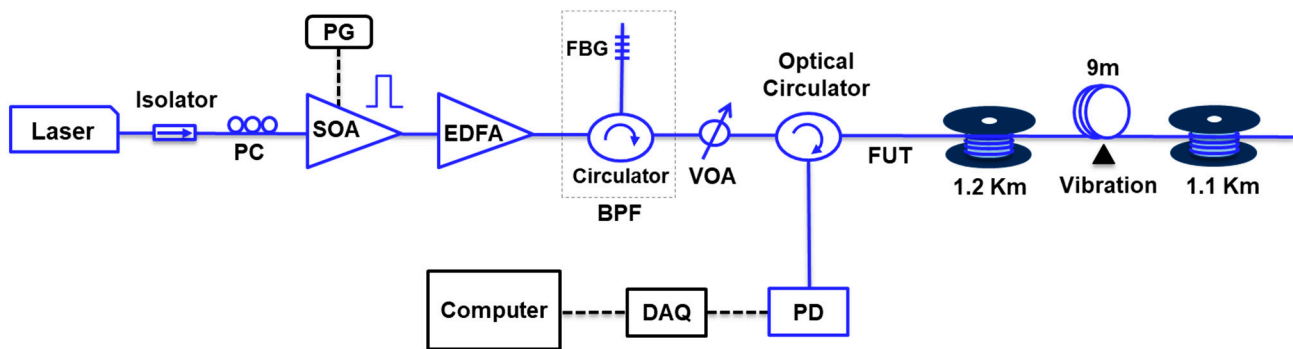 PG
FBG
Optical
Circulator
9m
Isolator
Laser
SOA
EDFA
PC
Circulator
VOA
FUT
1.2 Km
Vibration
1.1 Km
BPF
Computer
DAQ
PD